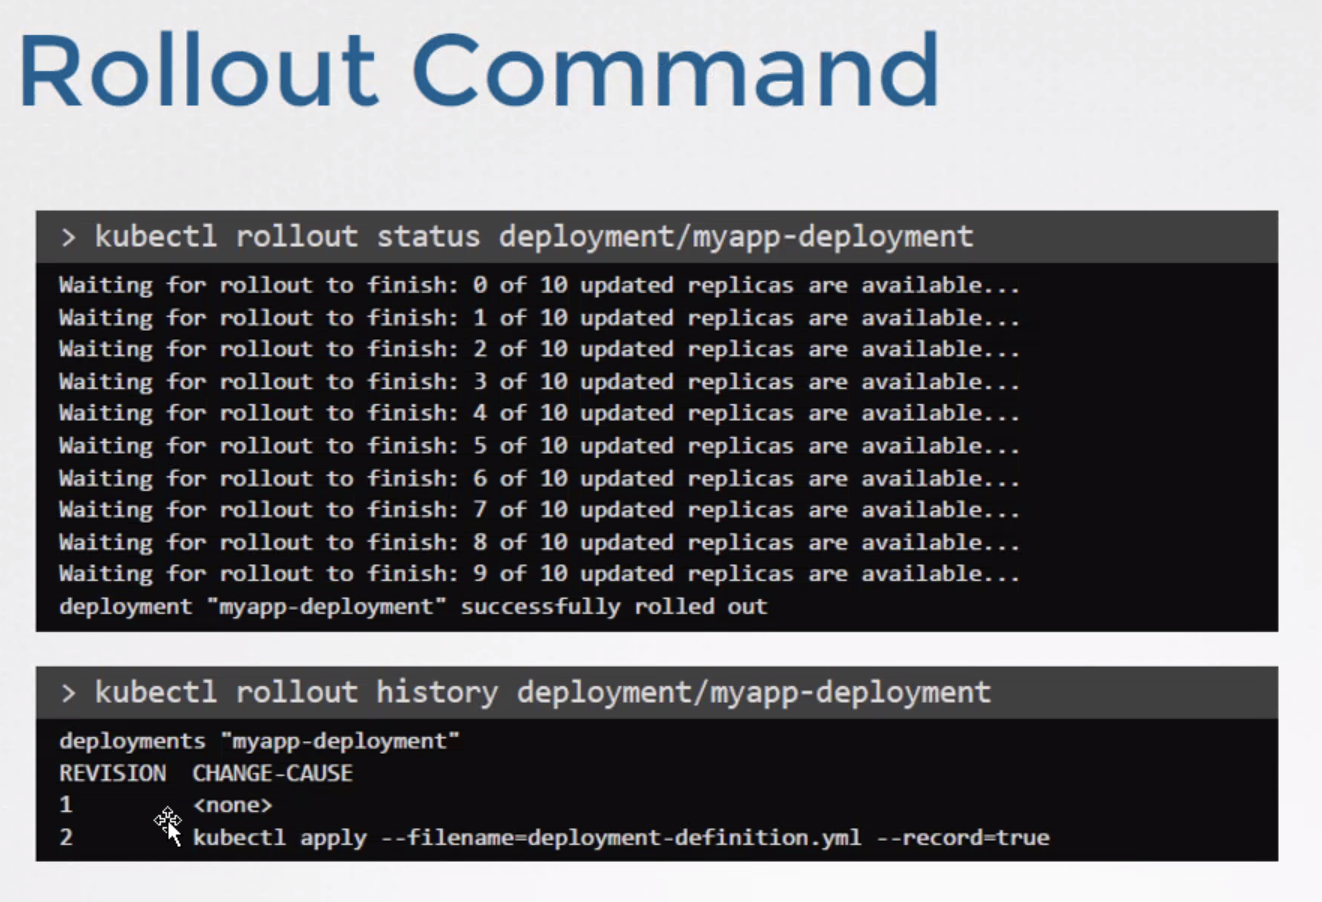 Rollout Command
> kubectl rollout status deployment/myapp-deployment
Waiting for rollout to finish: 0 of 10 updated replicas are available...
Waiting for rollout to finish: 1 of 10 updated replicas are available...
Waiting for rollout to finish: 2 of 10 updated replicas are available...
Waiting for rollout to finish: 3 of 10 updated replicas are available...
Waiting for rollout to finish: 4 of 10 updated replicas are available...
Waiting for rollout to finish: 5 of 10 updated replicas are available...
Waiting for rollout to finish: 6 of 10 updated replicas are available...
Waiting for rollout to finish: 7 of 10 updated replicas are available...
Waiting for rollout to finish: 8 of 10 updated replicas are available...
Waiting for rollout to finish: 9 of 10 updated replicas are available...
deployment "myapp-deployment" successfully rolled out
> kubectl rollout history deployment/myapp-deployment
deployments "myapp-deployment"
REVISION CHANGE-CAUSE
1 <none>
2 kubectl apply --filename=deployment-definition.yml --record=true